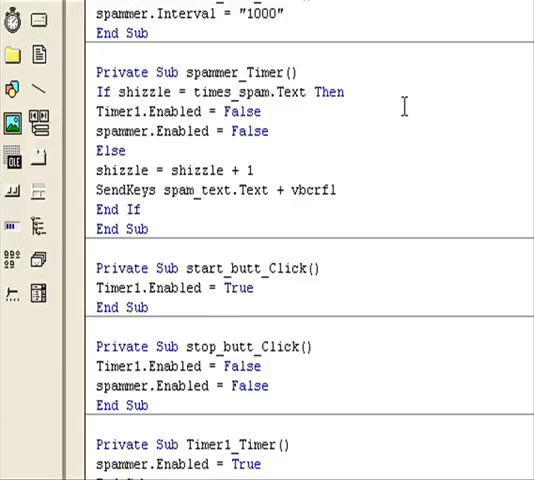 spammer.Interval = "1000"
End Sub
Private Sub spammer_Timer()
If shizzle = times_spam.Text Then
Timer1.Enabled = False
spammer.Enabled = False
Else
shizzle = shizzle + 1
SendKeys spam_text.Text + vbcrfl
End If
End Sub
Private Sub start_butt_Click()
Timer1.Enabled = True
End Sub
Private Sub stop_butt_Click()
Timer1.Enabled = False
spammer.Enabled = False
End Sub
Private Sub Timer1_Timer()
spammer.Enabled = True
OLE